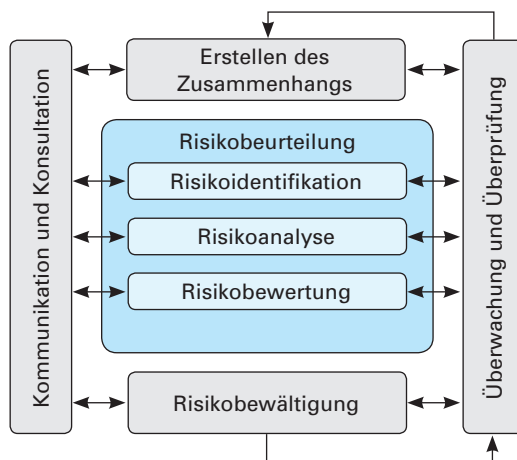 Kommunikation und Konsultation
Erstellen des
Zusammenhangs
Risikobeurteilung
Risikoidentifikation
Risikoanalyse
Risikobewertung
Risikobewältigung
Überwachung und Überprüfung